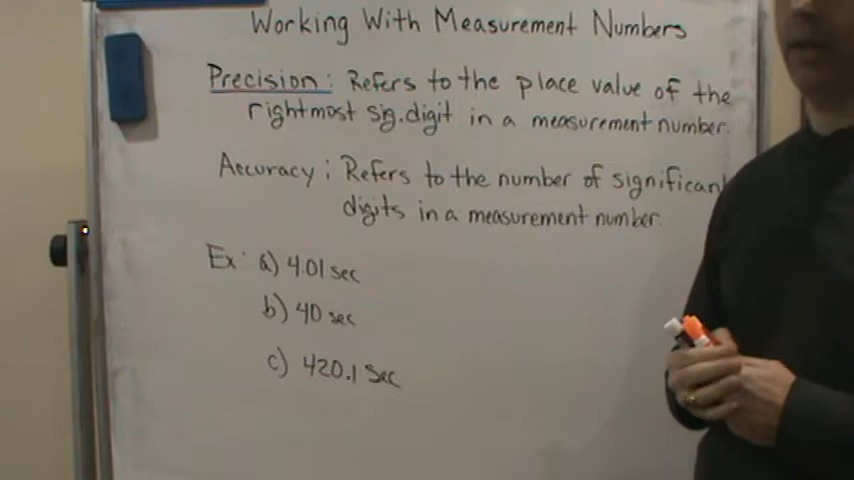 Working With Measurement Numbers
Precision: Refers to the place value of the
rightmost sig. digit in a measurement number.
Accuracy: Refers to the number of significant
digits in a measurement number.
Ex: a) 4.01 sec
b) 40 sec
c) 420.1 sec